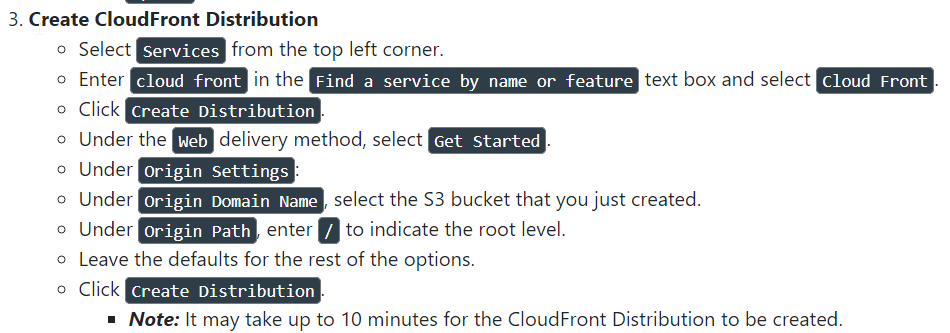 3. Create CloudFront Distribution
Select Services from the top left corner.
Enter cloud front in the Find a service by name or feature text box and select Cloud Front.
Click Create Distribution.
Under the Web delivery method, select Get Started.
Under Origin Settings:
Under Origin Domain Name, select the S3 bucket that you just created.
Under Origin Path, enter / to indicate the root level.
Leave the defaults for the rest of the options.
Click Create Distribution.
Note: It may take up to 10 minutes for the CloudFront Distribution to be created.